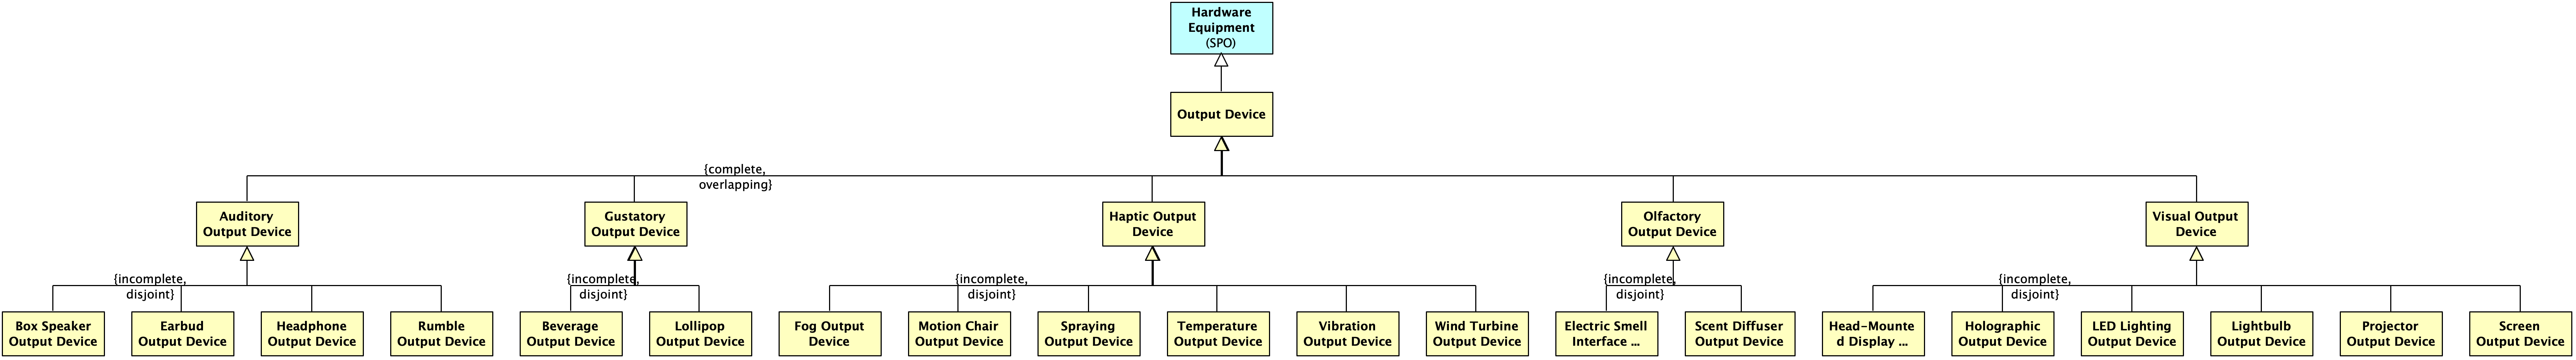 Hardware
Equipment
(SPO)
Output Device
{complete,
overlapping}
Auditory
Output Device
Gustatory
Output Device
Haptic Output
Device
Olfactory
Output Device
Visual Output
Device
{incomplete,
disjoint}
{incomplete,
disjoint}
{incomplete,
disjoint}
{incomplete,
disjoint}
{incomplete,
disjoint}
Box Speaker
Output Device
Earbud
Output Device
Headphone
Output Device
Rumble
Output Device
Beverage
Output Device
Lollipop
Output Device
Fog Output
Device
Motion Chair
Output Device
Spraying
Output Device
Temperature
Output Device
Vibration
Output Device
Wind Turbine
Output Device
Electric Smell
Interface ...
Scent Diffuser
Output Device
Head-Mounte
d Display ...
Holographic
Output Device
LED Lighting
Output Device
Lightbulb
Output Device
Projector
Output Device
Screen
Output Device